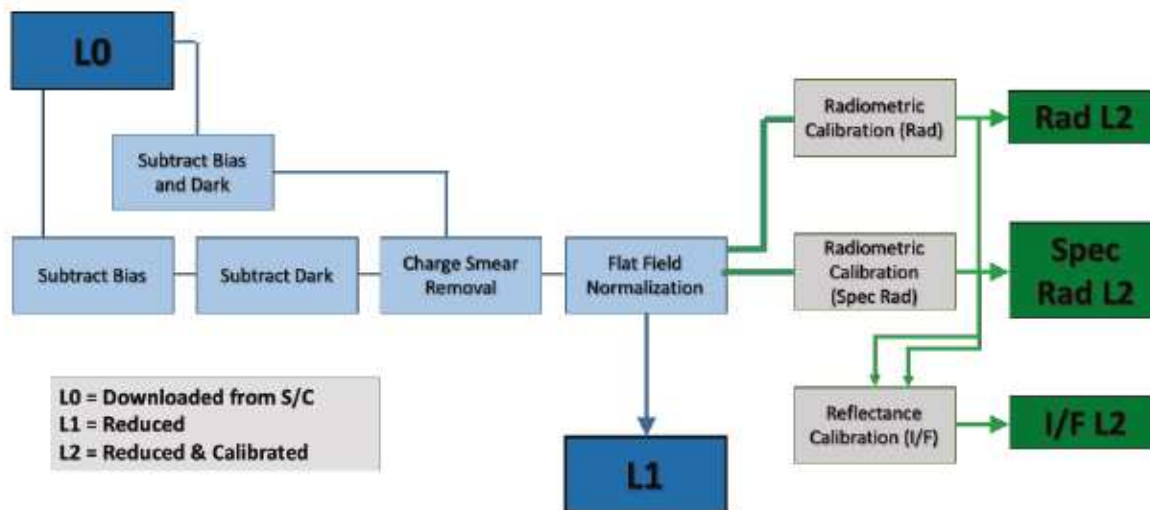 L0
Subtract Bias
and Dark
Subtract Bias
Subtract Dark
Charge Smear
Removal
Flat Field
Normalization
Radiometric
Calibration (Rad)
Rad L2
Radiometric
Calibration
(Spec Rad)
Spec
Rad L2
Reflectance
Calibration (I/F)
I/F L2
L1
L0 = Downloaded from S/C
L1 = Reduced
L2 = Reduced & Calibrated